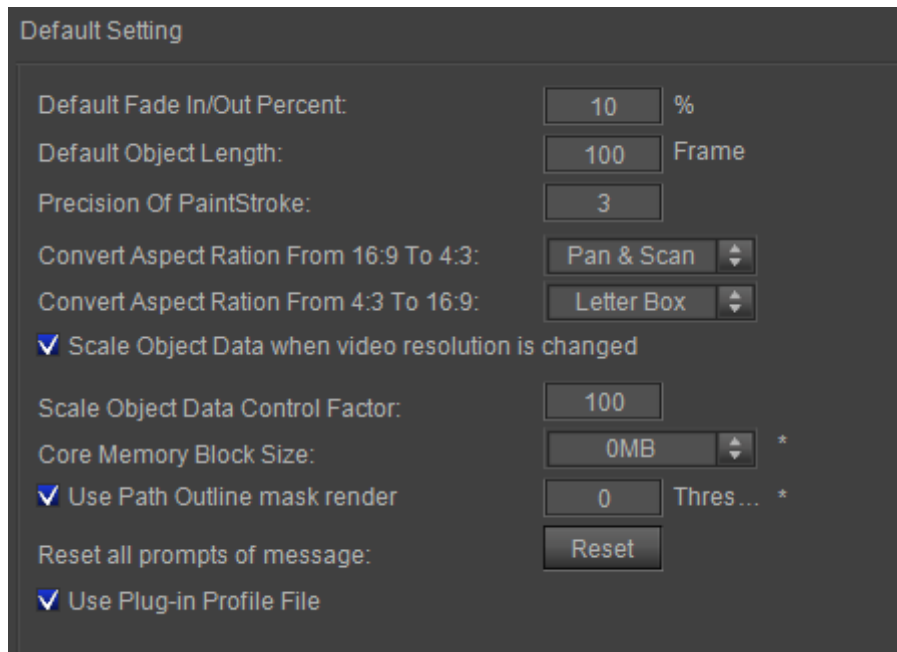 Default Setting
Default Fade In/Out Percent: 10 %
Default Object Length: 100 Frame
Precision Of PaintStroke: 3
Convert Aspect Ration From 16:9 To 4:3: Pan & Scan
Convert Aspect Ration From 4:3 To 16:9: Letter Box
Scale Object Data when video resolution is changed
Scale Object Data Control Factor: 100
Core Memory Block Size: 0MB *
Use Path Outline mask render 0 Thres... *
Reset all prompts of message: Reset
Use Plug-in Profile File